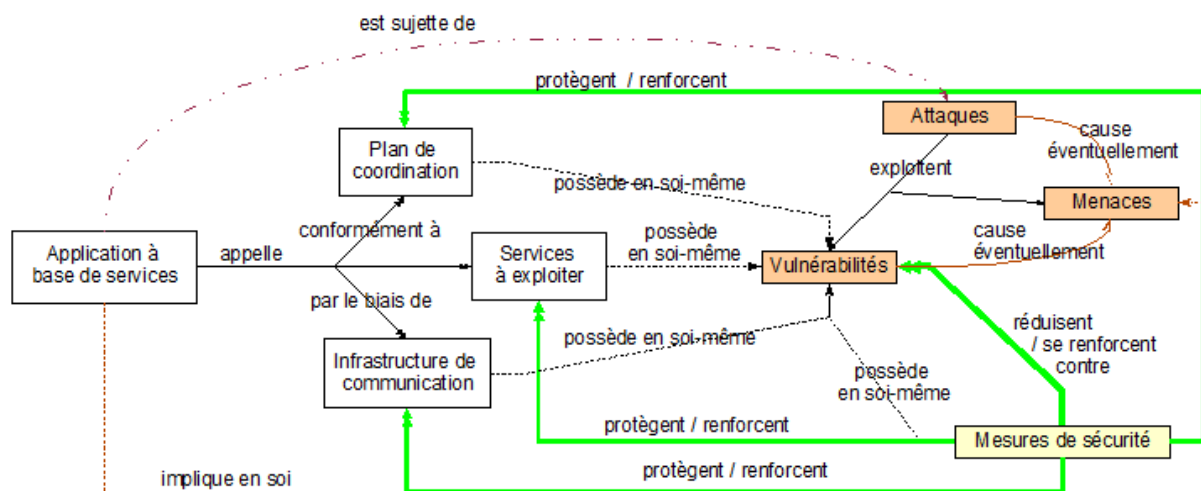 est sujette de
protègent / renforcent
Attaques
cause
éventuellement
Plan de
coordination
exploitent
possède en soi-même
Menaces
conformément à
Application à
base de services
appelle
Services
à exploiter
possède
en soi-même
Vulnérabilités
cause
éventuellement
par le biais de
possède en soi-même
Infrastructure de
communication
réduisent
/ se renforcent
contre
possède
en soi-même
protègent / renforcent
Mesures de sécurité
implique en soi
protègent / renforcent